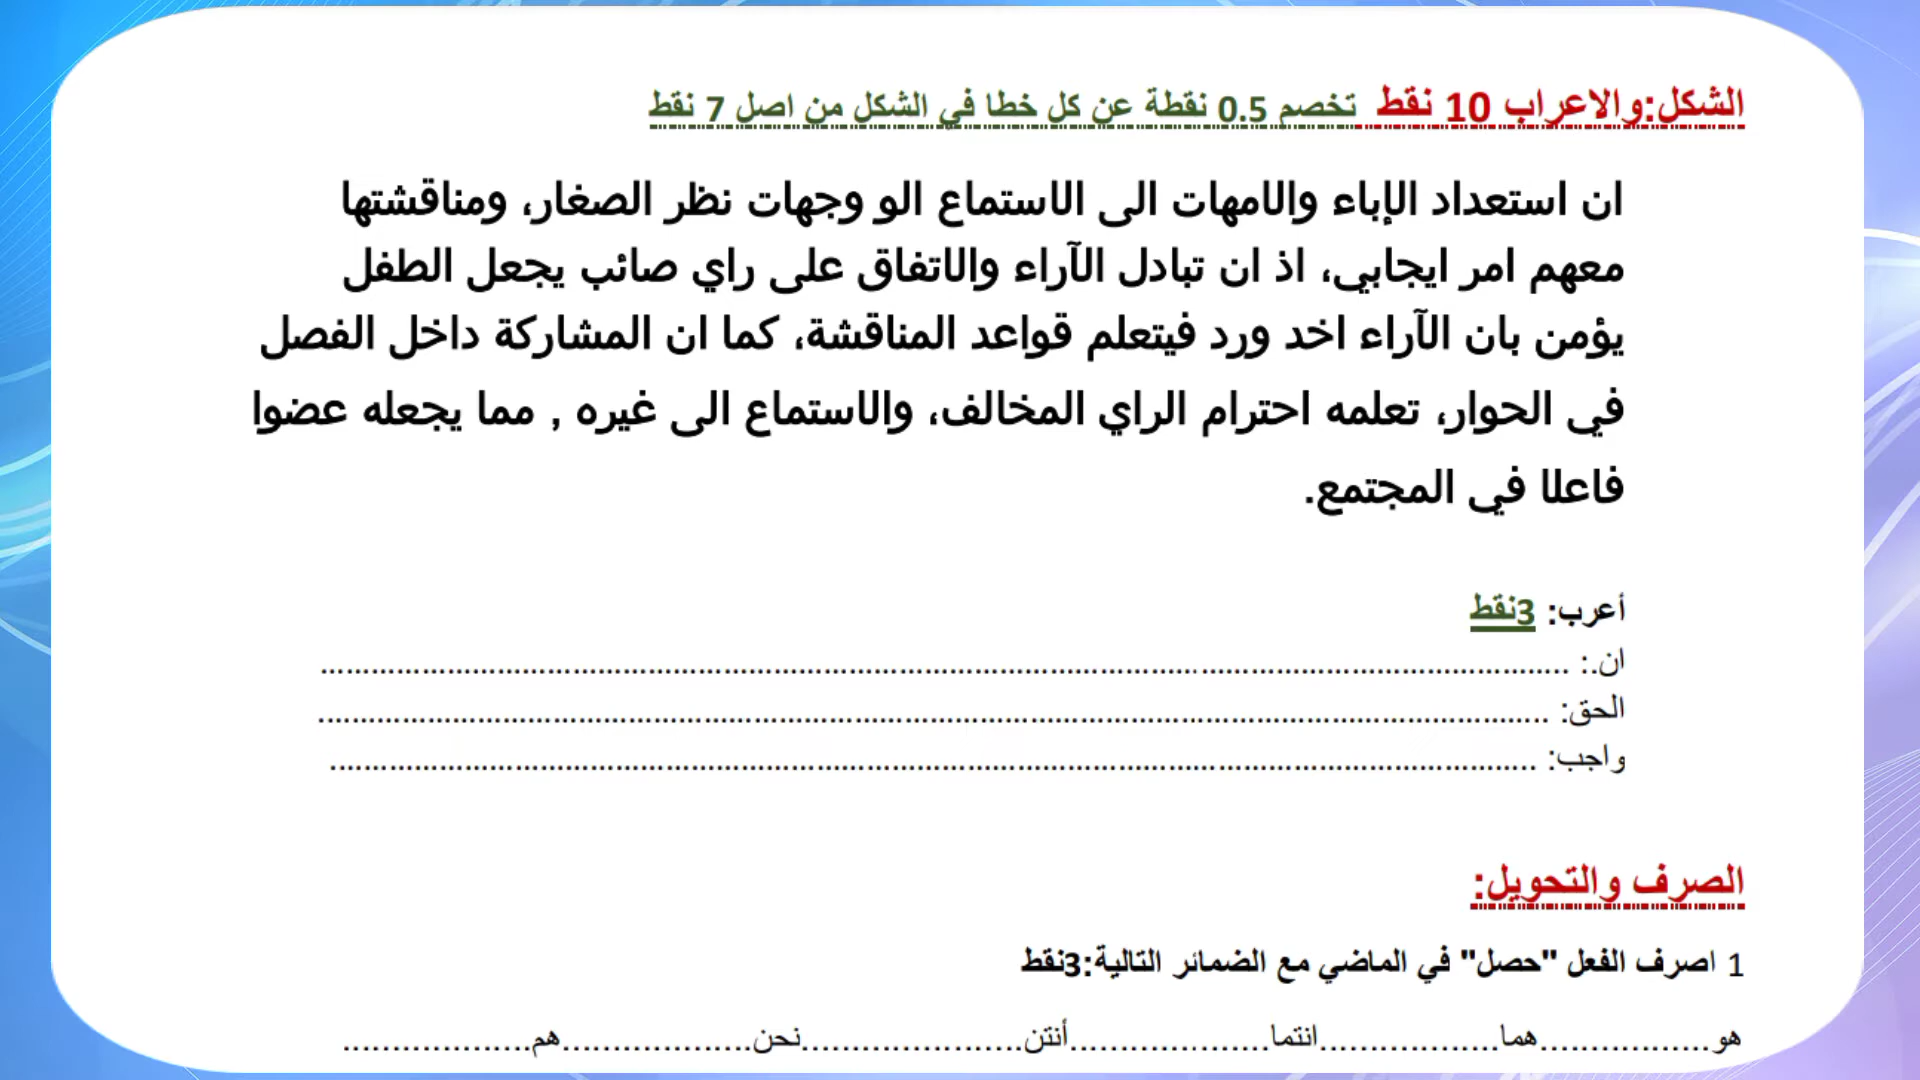 الشكل:والاعراب 10 نقط تخصم 0.5 نقطة عن كل خطا في الشكل من اصل 7 نقط
ان استعداد الإباء والامهات الى الاستماع الو وجهات نظر الصغار، ومناقشتها
معهم امر ايجابي، اذ ان تبادل الآراء والاتفاق على راي صائب يجعل الطفل
يؤمن بان الآراء اخد ورد فيتعلم قواعد المناقشة، كما ان المشاركة داخل الفصل
في الحوار، تعلمه احترام الراي المخالف، والاستماع الى غيره , مما يجعله عضوا
فاعلا في المجتمع.
أعرب: 3نقط
ان.: ........................................................................
الحق: ........................................................................
واجب: ........................................................................
الصرف والتحويل:
1 اصرف الفعل "حصل" في الماضي مع الضمائر التالية:3نقط
هو..................هما..................انتما....................أنتن......................نحن...................هم...................